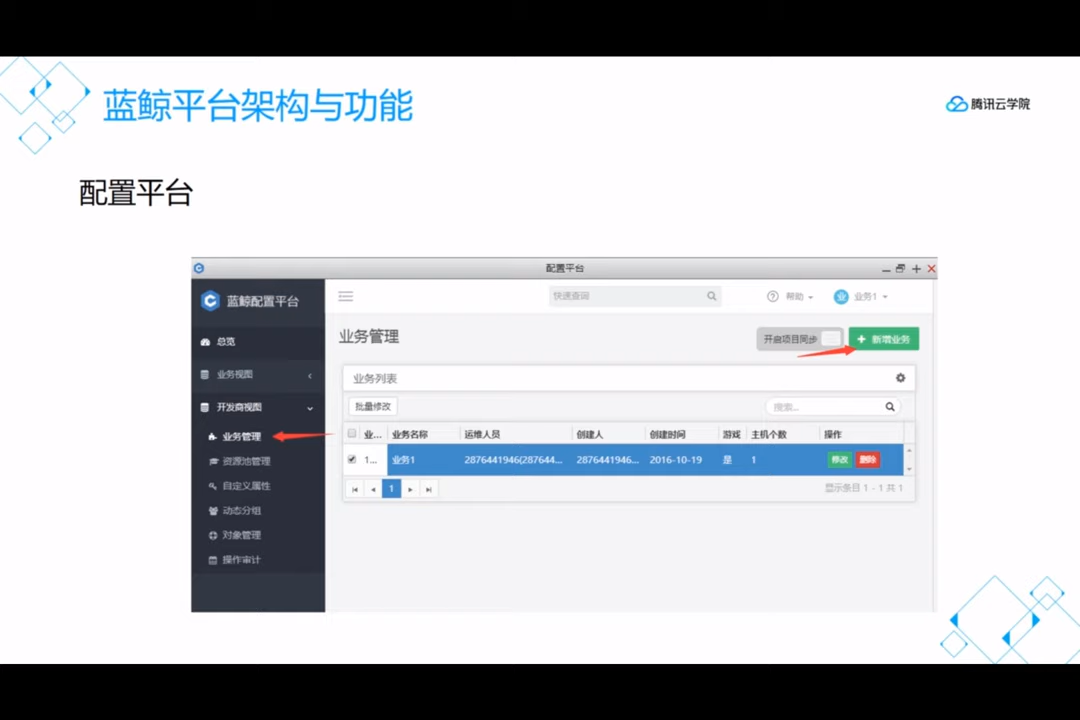 蓝鲸平台架构与功能
腾讯云学院
配置平台
配置平台
蓝鲸配置平台
快速查询
帮助
业 业务1
总览
业务视图
开发商视图
业务管理
资源池管理
自定义属性
动态分组
对象管理
操作审计
业务管理
开启项目同步
+ 新增业务
业务列表
批量修改
搜索...
业... 业务名称 运维人员 创建人 创建时间 游戏 主机个数 操作
1... 业务1 2876441946(287644... 2876441946... 2016-10-19 是 1 修改 删除
1
显示条目 1 - 1 共 1